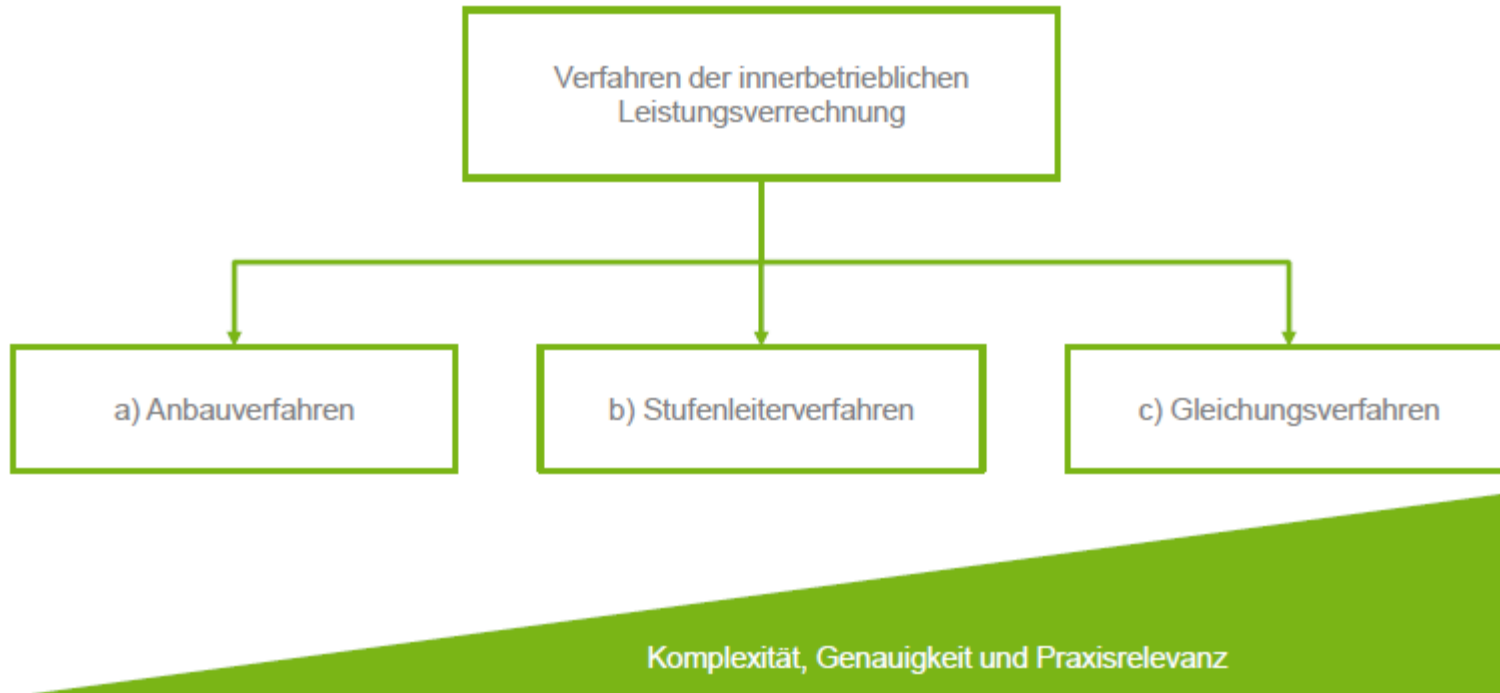 Verfahren der innerbetrieblichen
Leistungsverrechnung
a) Anbauverfahren
b) Stufenleiterverfahren
c) Gleichungsverfahren
Komplexität, Genauigkeit und Praxisrelevanz